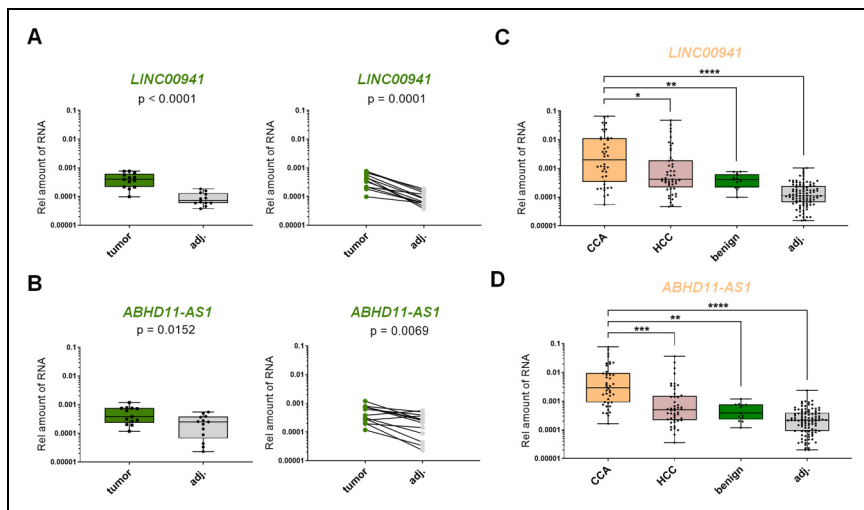 A
LINC00941
p < 0.0001
Rel amount of RNA
0.1
0.01
0.001
0.0001
0.00001
tumor
adj.
LINC00941
p = 0.0001
Rel amount of RNA
0.1
0.01
0.001
0.0001
0.00001
tumor
adj.
B
ABHD11-AS1
p = 0.0152
Rel amount of RNA
0.1
0.01
0.001
0.0001
0.00001
tumor
adj.
ABHD11-AS1
p = 0.0069
Rel amount of RNA
0.1
0.01
0.001
0.0001
0.00001
tumor
adj.
C
LINC00941
****
**
*
Rel amount of RNA
0.1
0.01
0.001
0.0001
0.00001
CCA
HCC
benign
adj.
D
ABHD11-AS1
****
**
***
Rel amount of RNA
0.1
0.01
0.001
0.0001
0.00001
CCA
HCC
benign
adj.